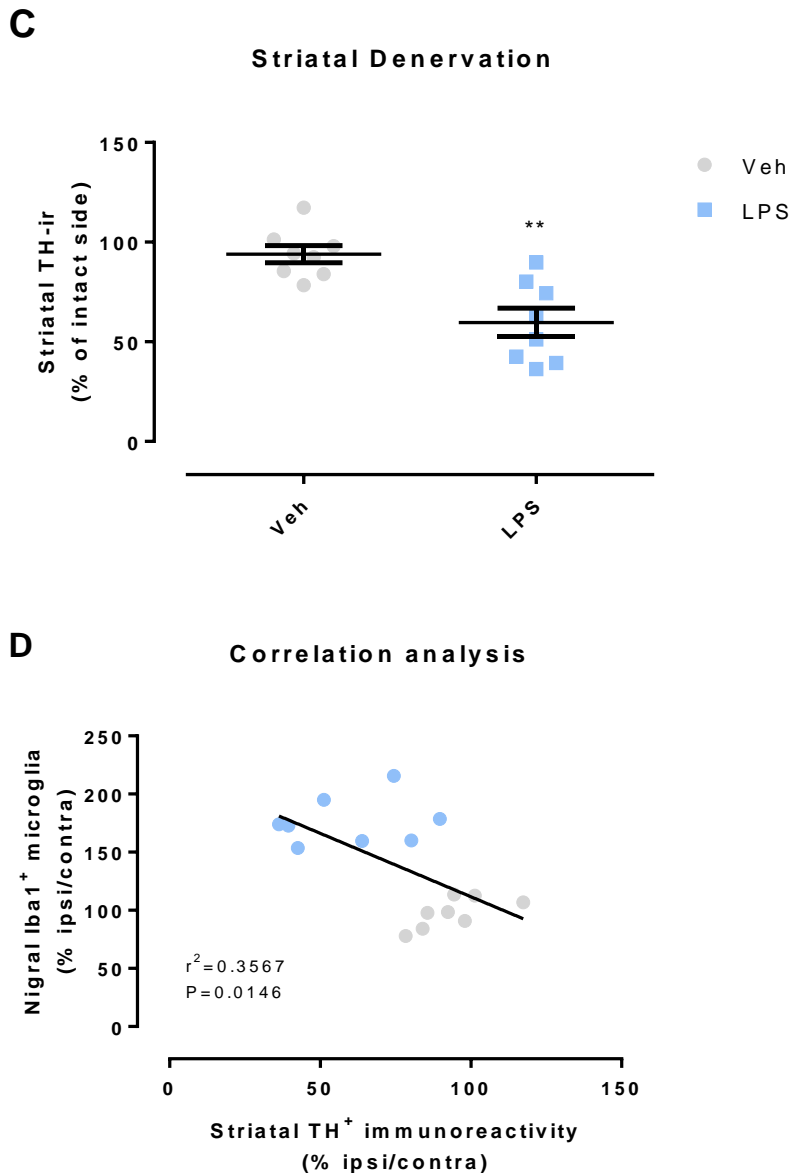 C
Striatal Denervation
Striatal TH-ir
(% of intact side)
150
100
50
0
**
Veh
LPS
Veh
LPS
D
Correlation analysis
Nigral Iba1⁺ microglia
(% ipsi/contra)
250
200
150
100
50
0
r²=0.3567
P=0.0146
0 50 100 150
Striatal TH⁺ immunoreactivity
(% ipsi/contra)